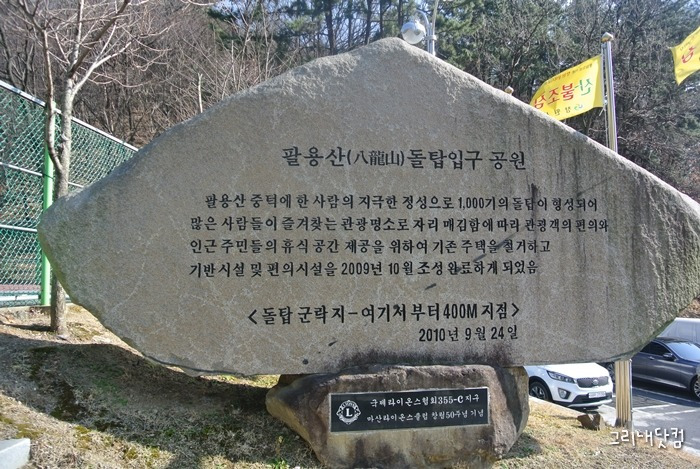 팔용산(八龍山)돌탑입구 공원
팔용산 중턱에 한 사람의 지극한 정성으로 1,000기의 돌탑이 형성되어
많은 사람들이 즐겨찾는 관광명소로 자리 매김함에 따라 관광객의 편의와
인근 주민들의 휴식 공간 제공을 위하여 기존 주택을 철거하고
기반시설 및 편의시설을 2009년 10월 조성 완료하게 되었음
<돌탑 군락 지-여기서 부터 400M 지점>
2010년 9월 24일
국제라이온스협회355-C지구
마산라이온스클럽 창립50주년 기념
산불조심
그리내닷컴